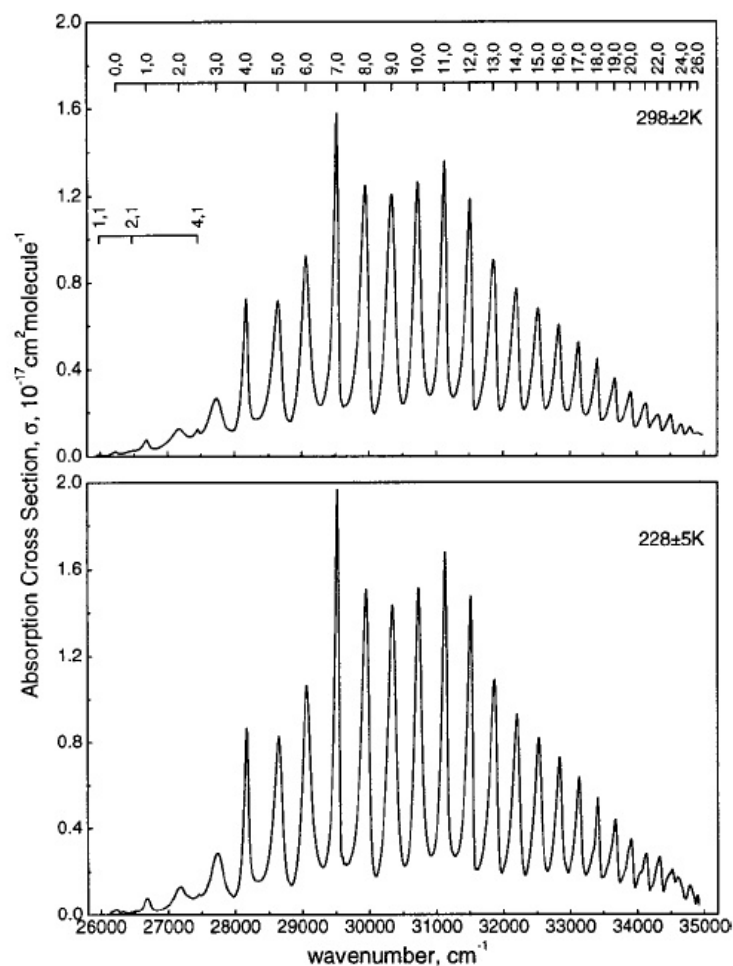 2.0
0,0 1,0 2,0 3,0 4,0 5,0 6,0 7,0 8,0 9,0 10,0 11,0 12,0 13,0 14,0 15,0 16,0 17,0 18,0 19,0 20,0 22,0 24,0 26,0
298±2K
1.6
1.2
1,1 2,1 4,1
0.8
0.4
0.0
Absorption Cross Section, σ, 10⁻¹⁷cm²molecule⁻¹
2.0
228±5K
1.6
1.2
0.8
0.4
0.0
26000 27000 28000 29000 30000 31000 32000 33000 34000 35000
wavenumber, cm⁻¹